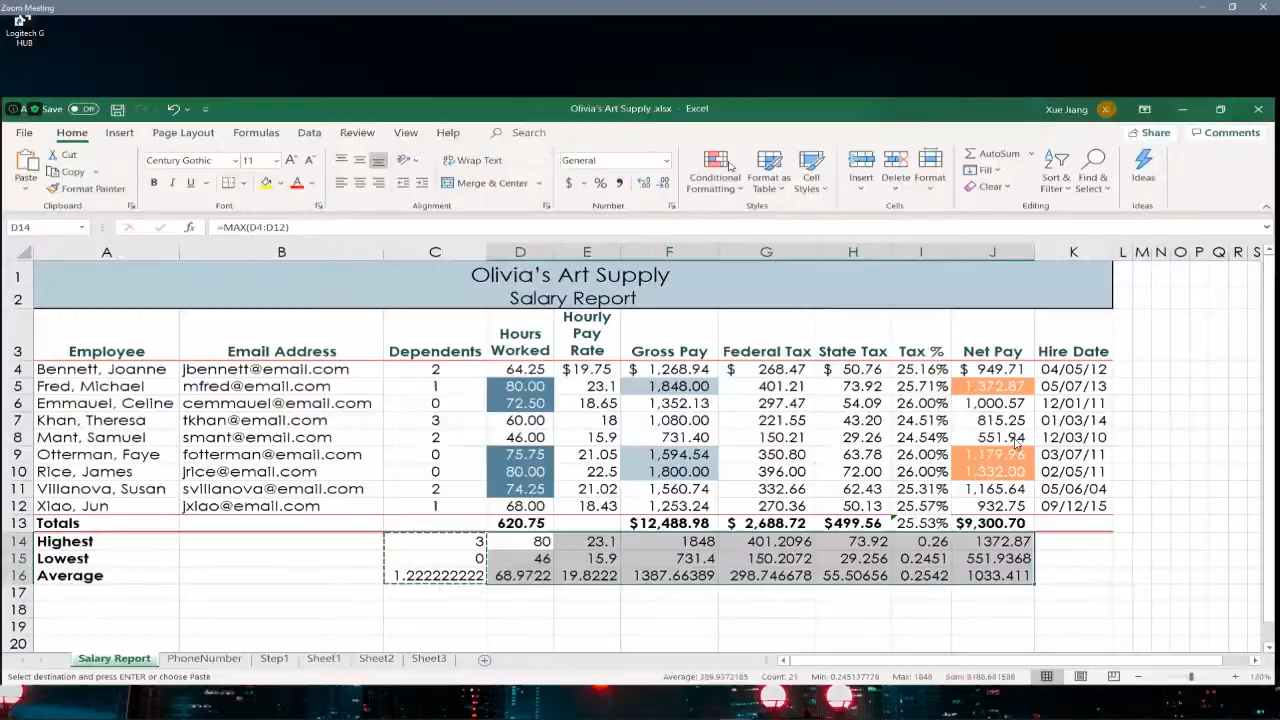 Zoom Meeting
Logitech G
HUB
Save Off Olivia's Art Supply .xlsx - Excel Xue Jiang XJ
File Home Insert Page Layout Formulas Data Review View Help Search Share Comments
Paste Cut Copy Format Painter Century Gothic 11 Wrap Text Merge & Center General Conditional Formatting Format as Table Cell Styles Insert Delete Format AutoSum Fill Clear Sort & Filter Find & Select Ideas
Clipboard Font Alignment Number Styles Cells Editing Ideas
D14 fx =MAX(D4:D12)
A B C D E F G H I J K L M N O P Q R S
1 Olivia's Art Supply
2 Salary Report
3 Employee Email Address Dependents Hours Worked Hourly Pay Rate Gross Pay Federal Tax State Tax Tax % Net Pay Hire Date
4 Bennett, Joanne jbennett@email.com 2 64.25 $19.75 $ 1,268.94 $ 268.47 $ 50.76 25.16% $ 949.71 04/05/12
5 Fred, Michael mfred@email.com 0 80.00 23.1 1,848.00 401.21 73.92 25.71% 1,372.87 05/07/13
6 Emmauel, Celine cemmauel@email.com 0 72.50 18.65 1,352.13 297.47 54.09 26.00% 1,000.57 12/01/11
7 Khan, Theresa tkhan@email.com 3 60.00 18 1,080.00 221.55 43.20 24.51% 815.25 01/03/14
8 Mant, Samuel smant@email.com 2 46.00 15.9 731.40 150.21 29.26 24.54% 551.94 12/03/10
9 Otterman, Faye fotterman@email.com 0 75.75 21.05 1,594.54 350.80 63.78 26.00% 1,179.96 03/07/11
10 Rice, James jrice@email.com 0 80.00 22.5 1,800.00 396.00 72.00 26.00% 1,332.00 02/05/11
11 Villanova, Susan svillanova@email.com 2 74.25 21.02 1,560.74 332.66 62.43 25.31% 1,165.64 05/06/04
12 Xiao, Jun jxiao@email.com 1 68.00 18.43 1,253.24 270.36 50.13 25.57% 932.75 09/12/15
13 Totals 620.75 $12,488.98 $ 2,688.72 $499.56 25.53% $9,300.70
14 Highest 3 80 23.1 1848 401.2096 73.92 0.26 1372.87
15 Lowest 0 46 15.9 731.4 150.2072 29.256 0.2451 551.9368
16 Average 1.222222222 68.9722 19.8222 1387.66389 298.746678 55.50656 0.2542 1033.411
17
18
19
20
Salary Report PhoneNumber Step1 Sheet1 Sheet2 Sheet3
Select destination and press ENTER or choose Paste Average: 389.9372185 Count: 21 Min: 0.245137778 Max: 1848 Sum: 8188.681588 130%